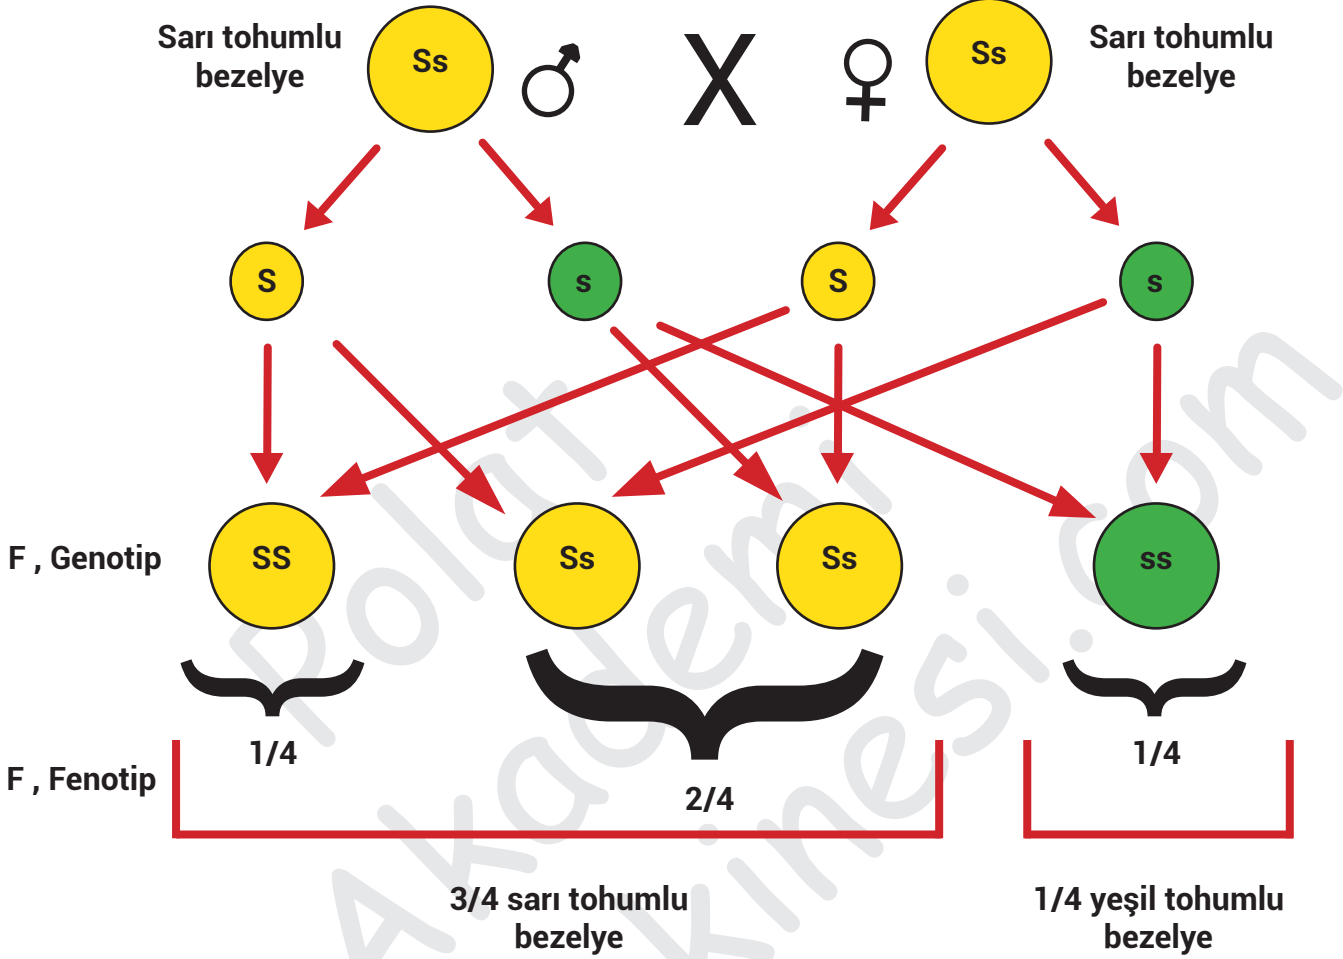 Sarı tohumlu
bezelye
Ss
X
Ss
Sarı tohumlu
bezelye
S
s
S
s
F , Genotip
SS
Ss
Ss
ss
F , Fenotip
1/4
2/4
1/4
3/4 sarı tohumlu
bezelye
1/4 yeşil tohumlu
bezelye
Polat
Akademi
kinesi.com